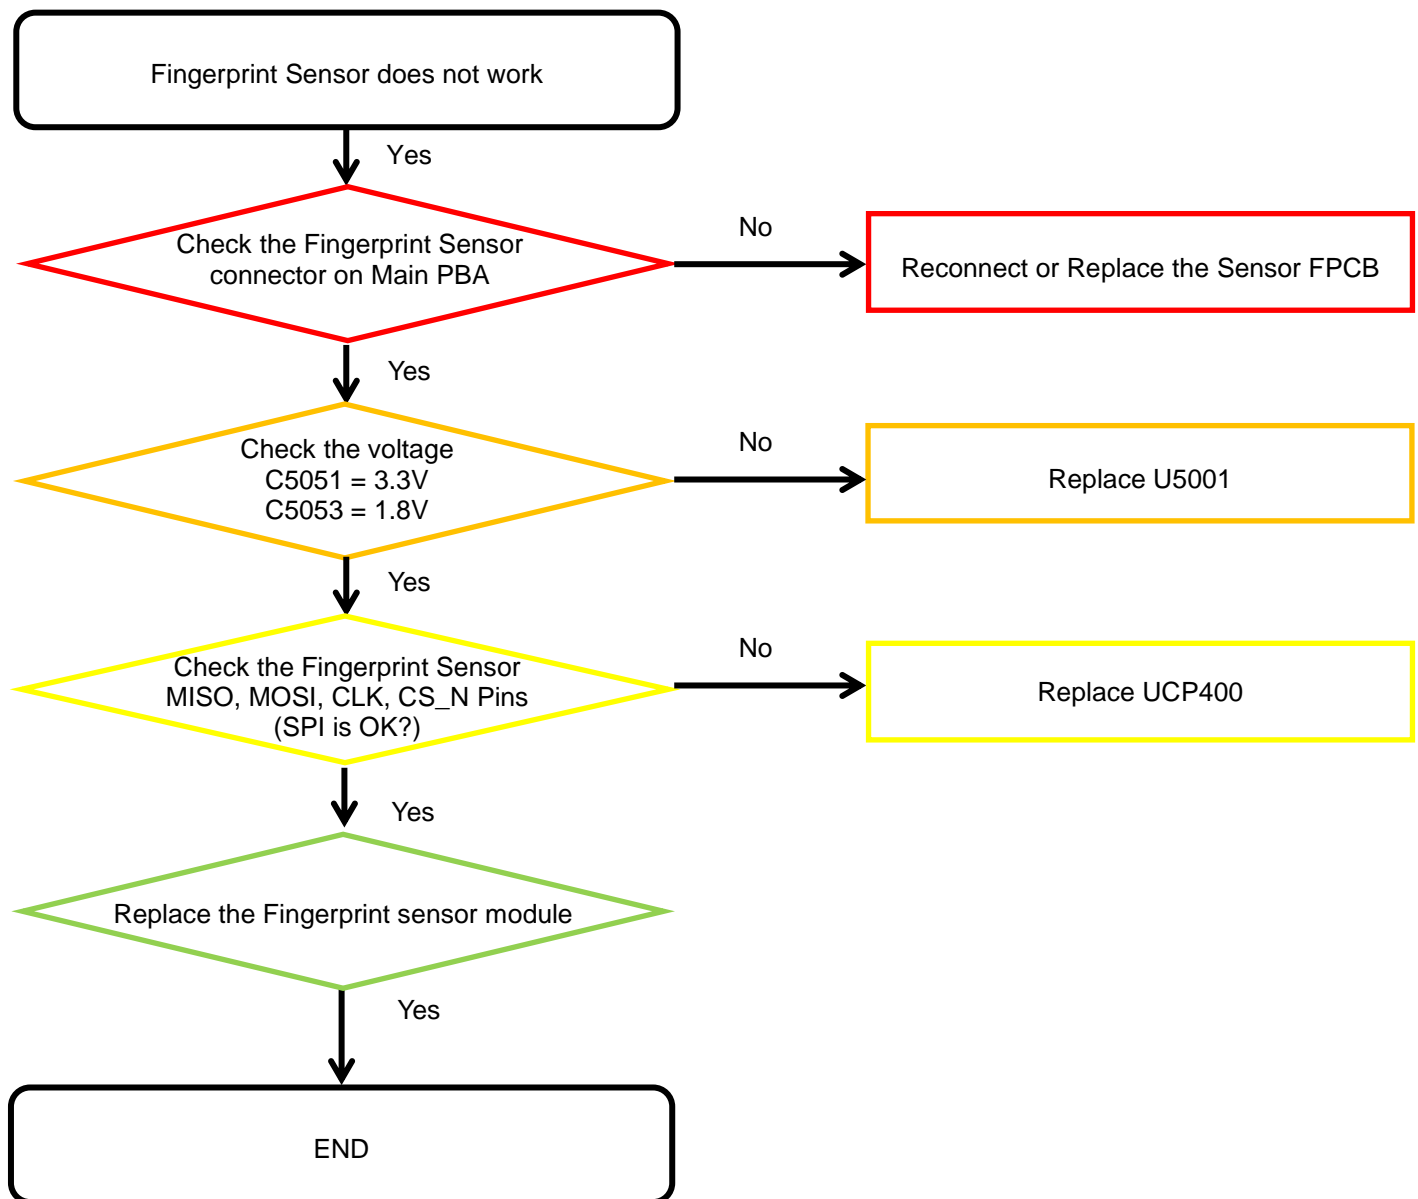 Fingerprint Sensor does not work
Yes
Check the Fingerprint Sensor
connector on Main PBA
No
Reconnect or Replace the Sensor FPCB
Yes
Check the voltage
C5051 = 3.3V
C5053 = 1.8V
No
Replace U5001
Yes
Check the Fingerprint Sensor
MISO, MOSI, CLK, CS_N Pins
(SPI is OK?)
No
Replace UCP400
Yes
Replace the Fingerprint sensor module
Yes
END